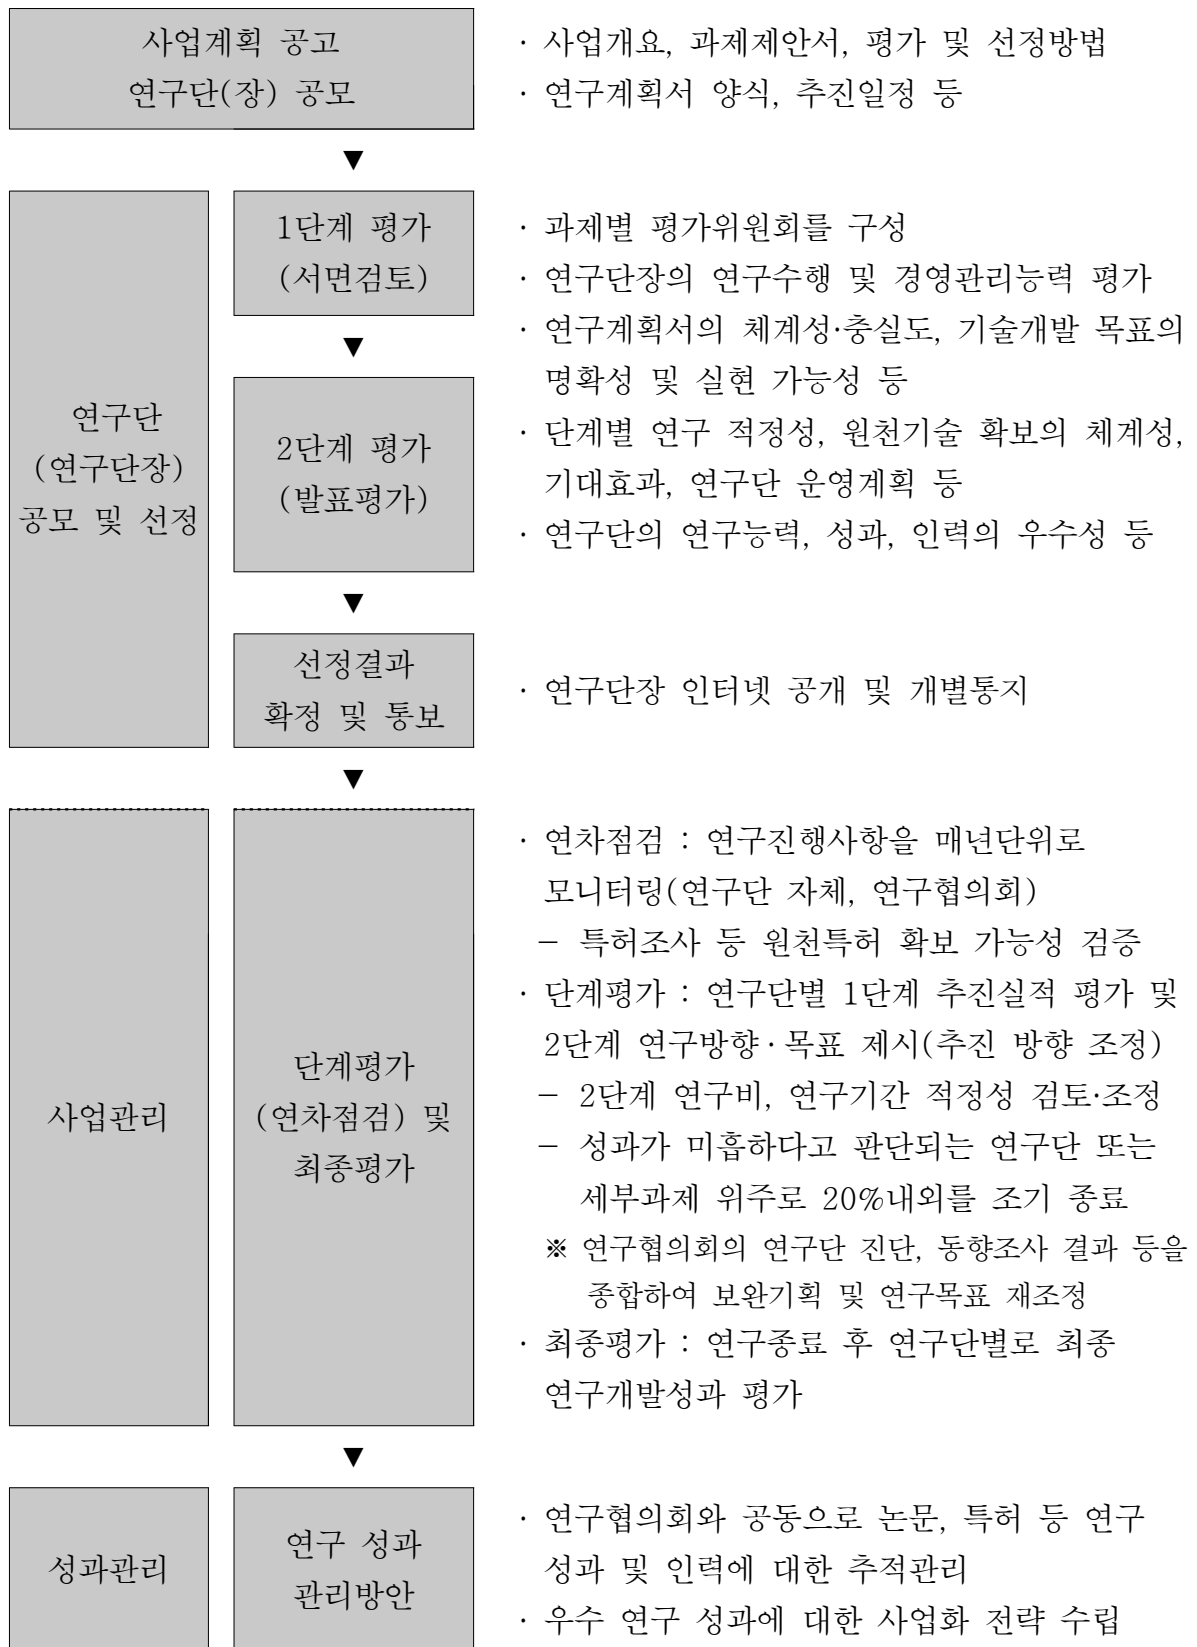 사업계획 공고
연구단(장) 공모
· 사업개요, 과제제안서, 평가 및 선정방법
· 연구계획서 양식, 추진일정 등
▼
연구단
(연구단장)
공모 및 선정
1단계 평가
(서면검토)
▼
2단계 평가
(발표평가)
· 과제별 평가위원회를 구성
· 연구단장의 연구수행 및 경영관리능력 평가
· 연구계획서의 체계성·충실도, 기술개발 목표의
명확성 및 실현 가능성 등
· 단계별 연구 적정성, 원천기술 확보의 체계성,
기대효과, 연구단 운영계획 등
· 연구단의 연구능력, 성과, 인력의 우수성 등
▼
선정결과
확정 및 통보
· 연구단장 인터넷 공개 및 개별통지
▼
사업관리
단계평가
(연차점검) 및
최종평가
· 연차점검 : 연구진행사항을 매년단위로
모니터링(연구단 자체, 연구협의회)
- 특허조사 등 원천특허 확보 가능성 검증
· 단계평가 : 연구단별 1단계 추진실적 평가 및
2단계 연구방향·목표 제시(추진 방향 조정)
- 2단계 연구비, 연구기간 적정성 검토·조정
- 성과가 미흡하다고 판단되는 연구단 또는
세부과제 위주로 20%내외를 조기 종료
※ 연구협의회의 연구단 진단, 동향조사 결과 등을
종합하여 보완기획 및 연구목표 재조정
· 최종평가 : 연구종료 후 연구단별로 최종
연구개발성과 평가
▼
성과관리
연구 성과
관리방안
· 연구협의회와 공동으로 논문, 특허 등 연구
성과 및 인력에 대한 추적관리
· 우수 연구 성과에 대한 사업화 전략 수립